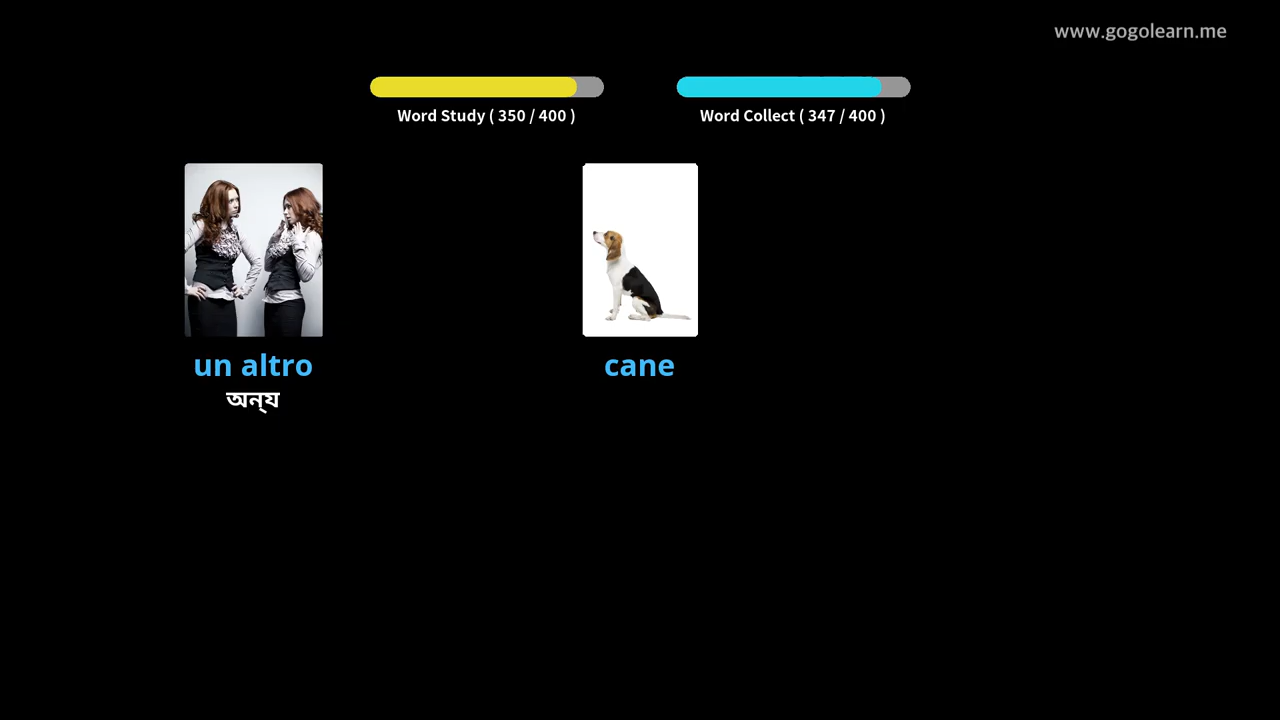 www.gogolearn.me
Word Study ( 350 / 400 )
Word Collect ( 347 / 400 )
un altro
অন্য
cane